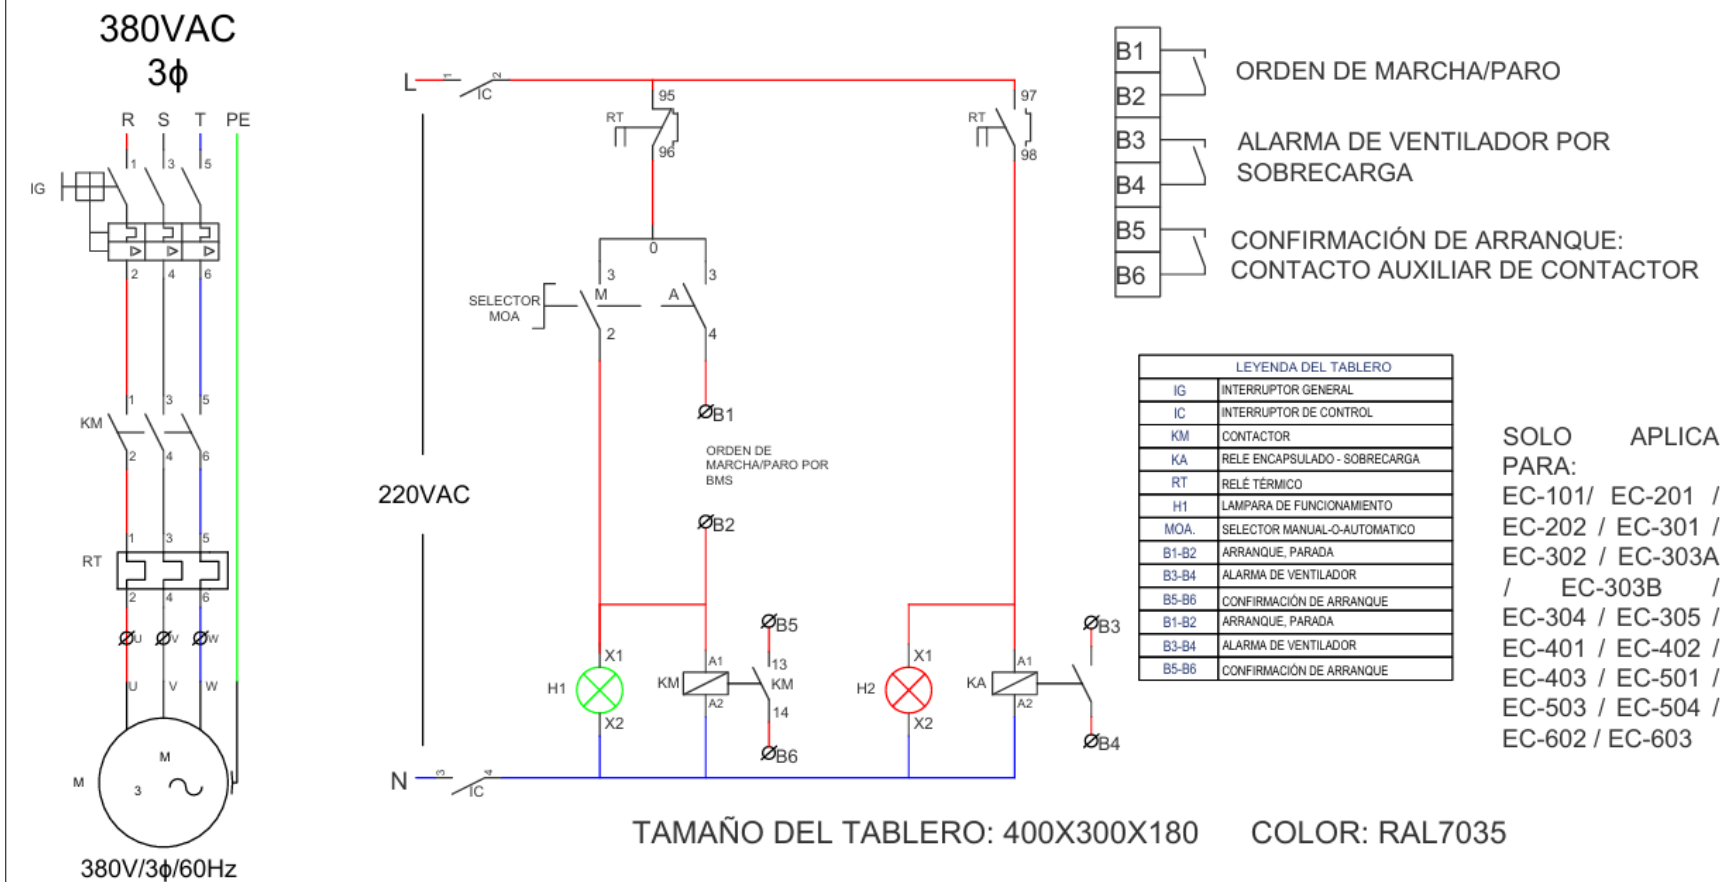 380VAC
3ϕ
R S T PE
1 3 5
IG
2 4 6
1 3 5
KM
2 4 6
1 3 5
RT
2 4 6
U V W
U V W
M
M
3
380V/3ϕ/60Hz
L
1 2
IC
95
RT
96
97
RT
98
0
3 3
SELECTOR
MOA
M A
2 4
B1
ORDEN DE
MARCHA/PARO POR
BMS
B2
220VAC
B5
X1 A1 13
H1 KM KM
X2 A2 14
B6
B3
X1 A1
H2 KA
X2 A2
B4
N
3 4
IC
B1
B2
ORDEN DE MARCHA/PARO
B3
B4
ALARMA DE VENTILADOR POR
SOBRECARGA
B5
B6
CONFIRMACIÓN DE ARRANQUE:
CONTACTO AUXILIAR DE CONTACTOR
LEYENDA DEL TABLERO
IG INTERRUPTOR GENERAL
IC INTERRUPTOR DE CONTROL
KM CONTACTOR
KA RELE ENCAPSULADO - SOBRECARGA
RT RELÉ TÉRMICO
H1 LAMPARA DE FUNCIONAMIENTO
MOA. SELECTOR MANUAL-O-AUTOMATICO
B1-B2 ARRANQUE, PARADA
B3-B4 ALARMA DE VENTILADOR
B5-B6 CONFIRMACIÓN DE ARRANQUE
B1-B2 ARRANQUE, PARADA
B3-B4 ALARMA DE VENTILADOR
B5-B6 CONFIRMACIÓN DE ARRANQUE
SOLO APLICA
PARA:
EC-101/ EC-201 /
EC-202 / EC-301 /
EC-302 / EC-303A
/ EC-303B /
EC-304 / EC-305 /
EC-401 / EC-402 /
EC-403 / EC-501 /
EC-503 / EC-504 /
EC-602 / EC-603
TAMAÑO DEL TABLERO: 400X300X180 COLOR: RAL7035